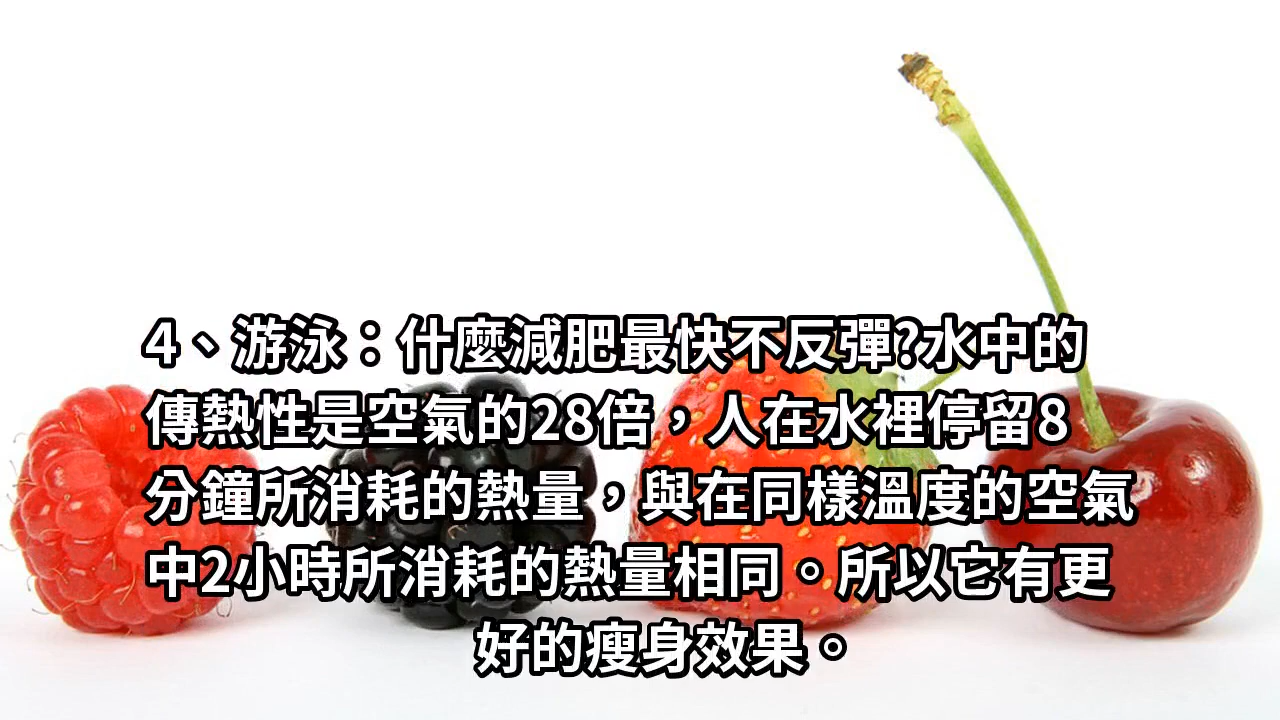 4、游泳：什麼減肥最快不反彈?水中的
傳熱性是空氣的28倍，人在水裡停留8
分鐘所消耗的熱量，與在同樣溫度的空氣
中2小時所消耗的熱量相同。所以它有更
好的瘦身效果。